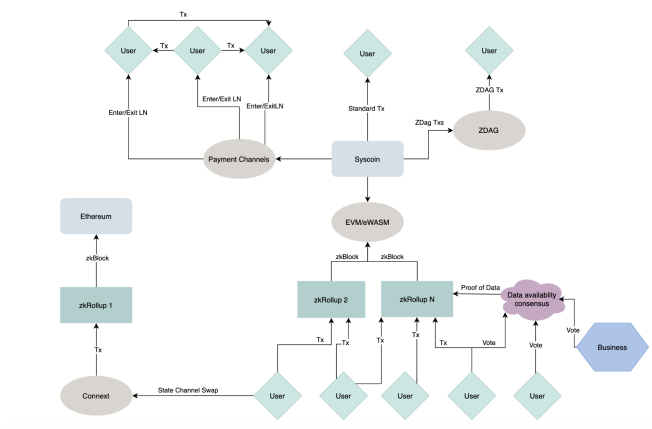 Tx
User
Tx
User
Tx
User
User
User
Enter/Exit LN
Enter/Exit LN
Enter/ExitLN
Standard Tx
ZDAG Tx
ZDag Txs
ZDAG
Payment Channels
Syscoin
Ethereum
EVM/eWASM
zkBlock
zkBlock
zkBlock
zkRollup 1
zkRollup 2
zkRollup N
Proof of Data
Data availablity
consensus
Tx
Tx
Tx
Tx
Tx
Tx
Vote
Vote
Vote
Business
Connext
State Channel Swap
User
User
User
User
User